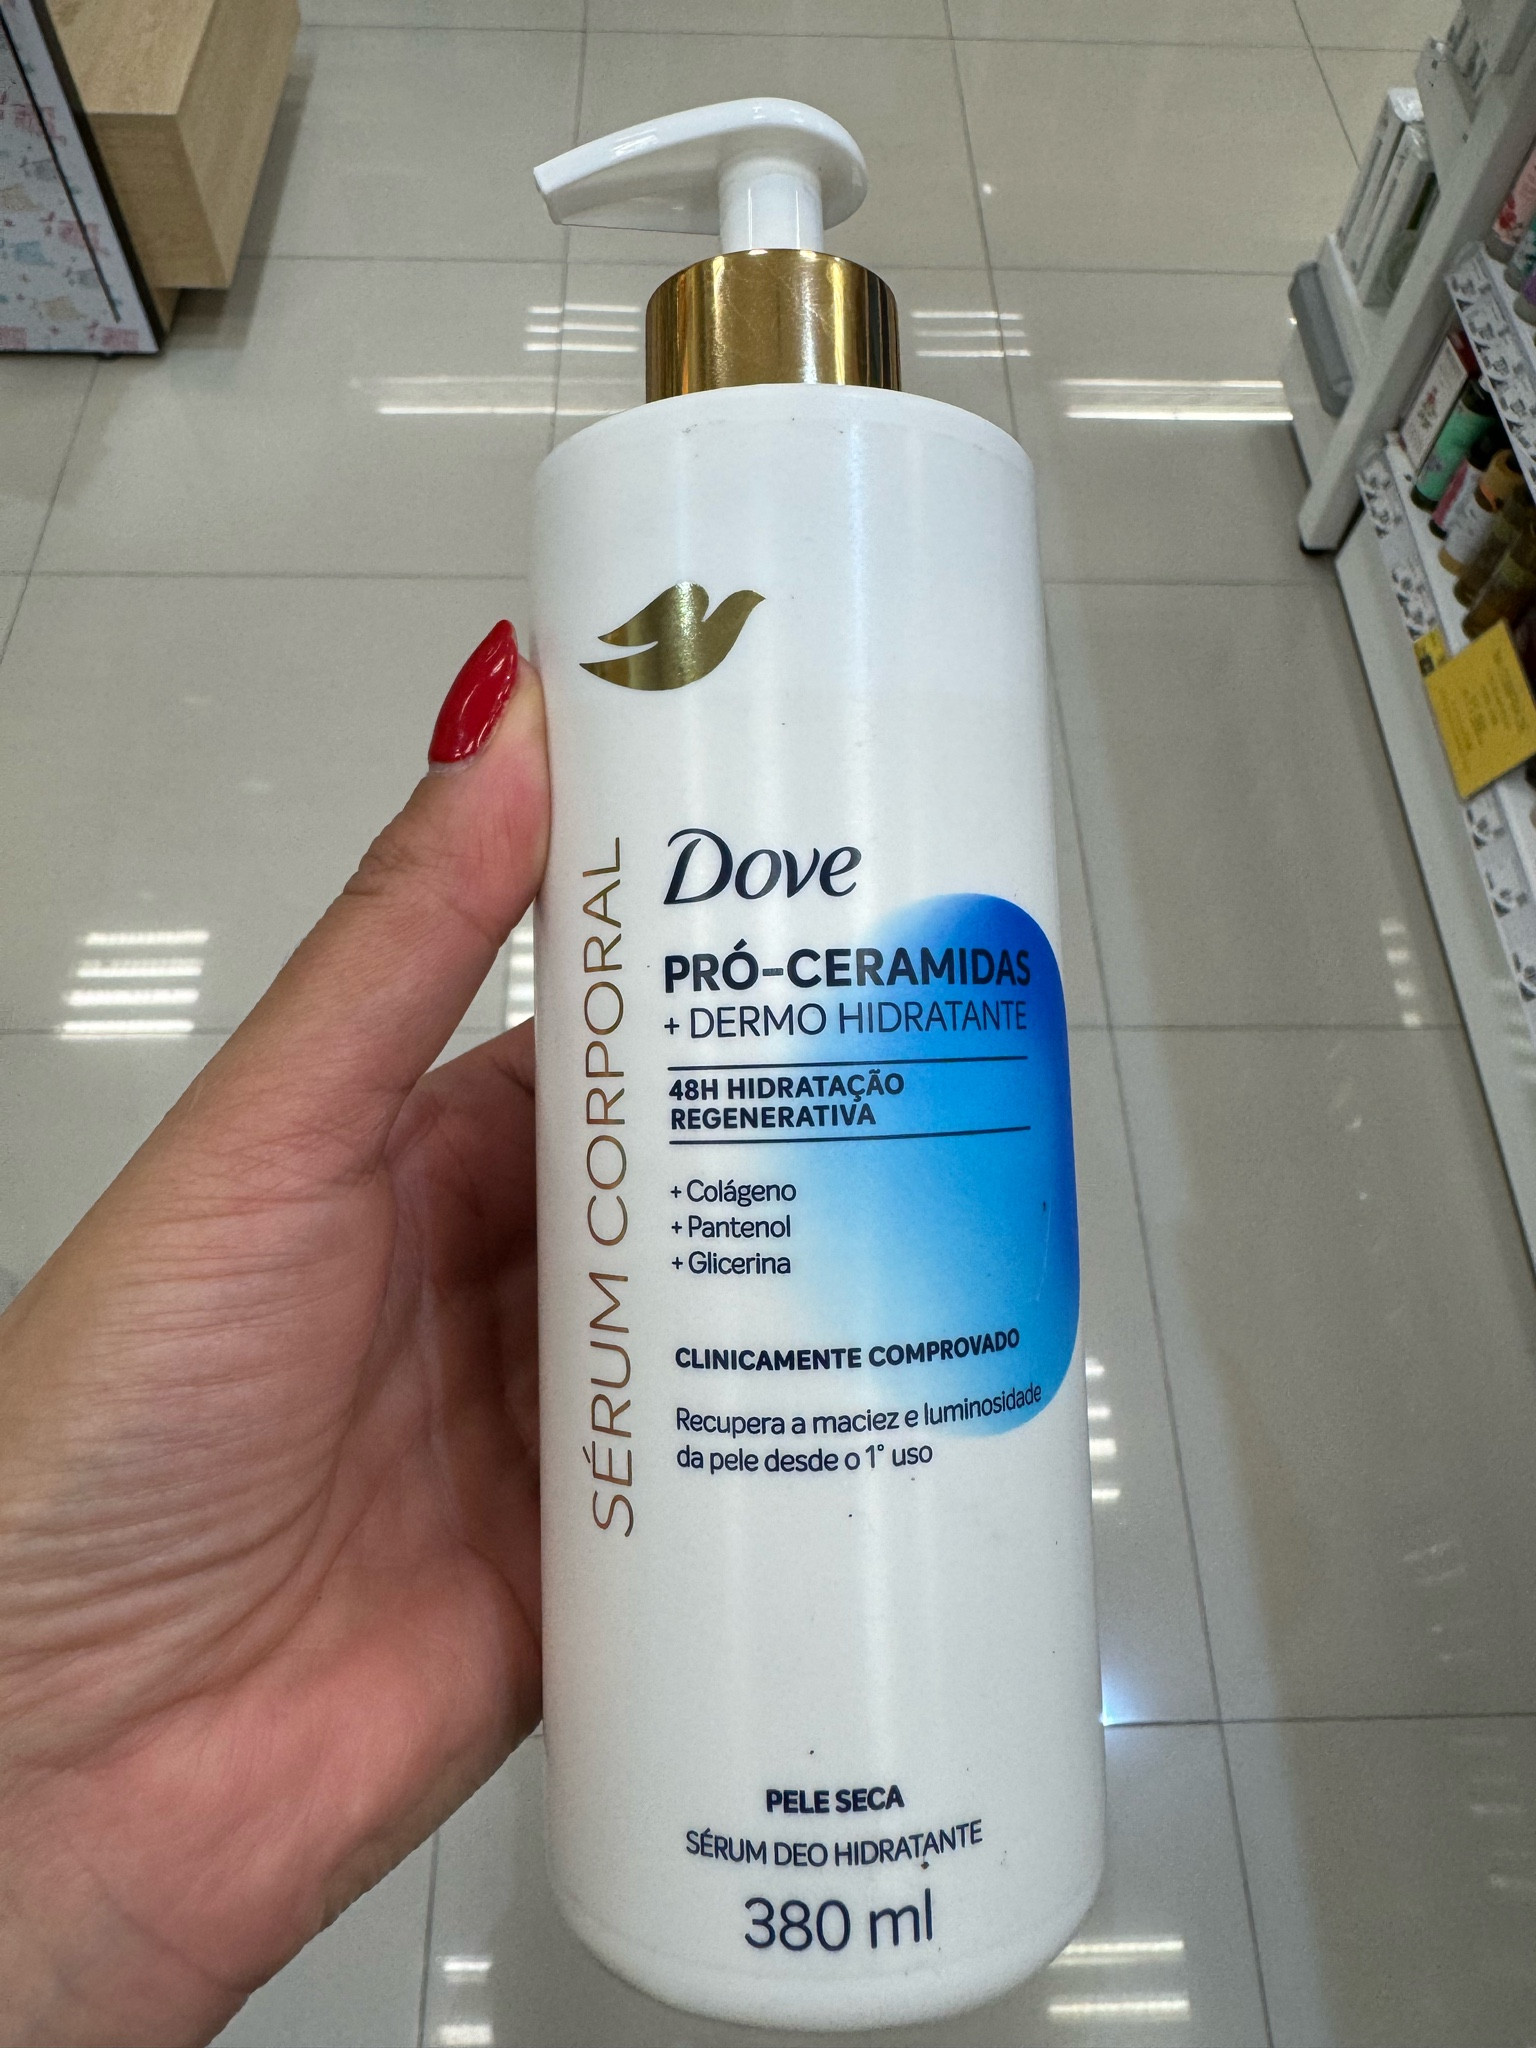 Dove
PRÓ-CERAMIDAS
+ DERMO HIDRATANTE
48H HIDRATAÇÃO
REGENERATIVA
+ Colágeno
+ Pantenol
+ Glicerina
CLINICAMENTE COMPROVADO
Recupera a maciez e luminosidade
da pele desde o 1° uso
SÉRUM CORPORAL
PELE SECA
SÉRUM DEO HIDRATANTE
380 ml